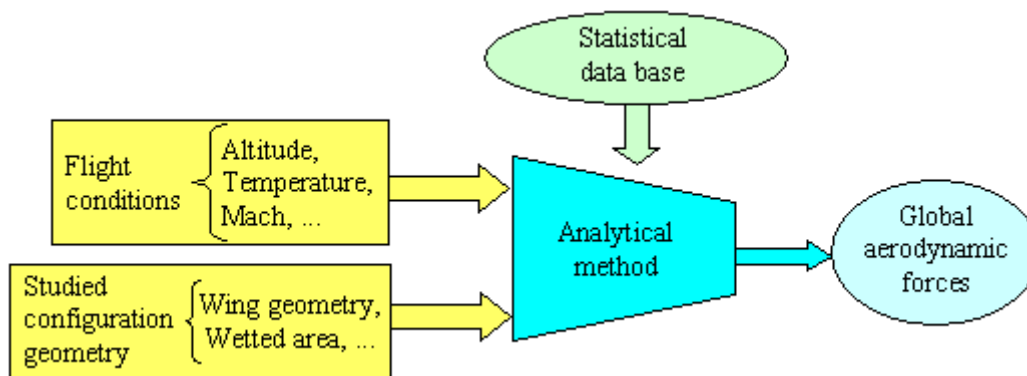 Statistical
data base
Flight
conditions
Altitude,
Temperature,
Mach, ...
Studied
configuration
geometry
Wing geometry,
Wetted area, ...
Analytical
method
Global
aerodynamic
forces